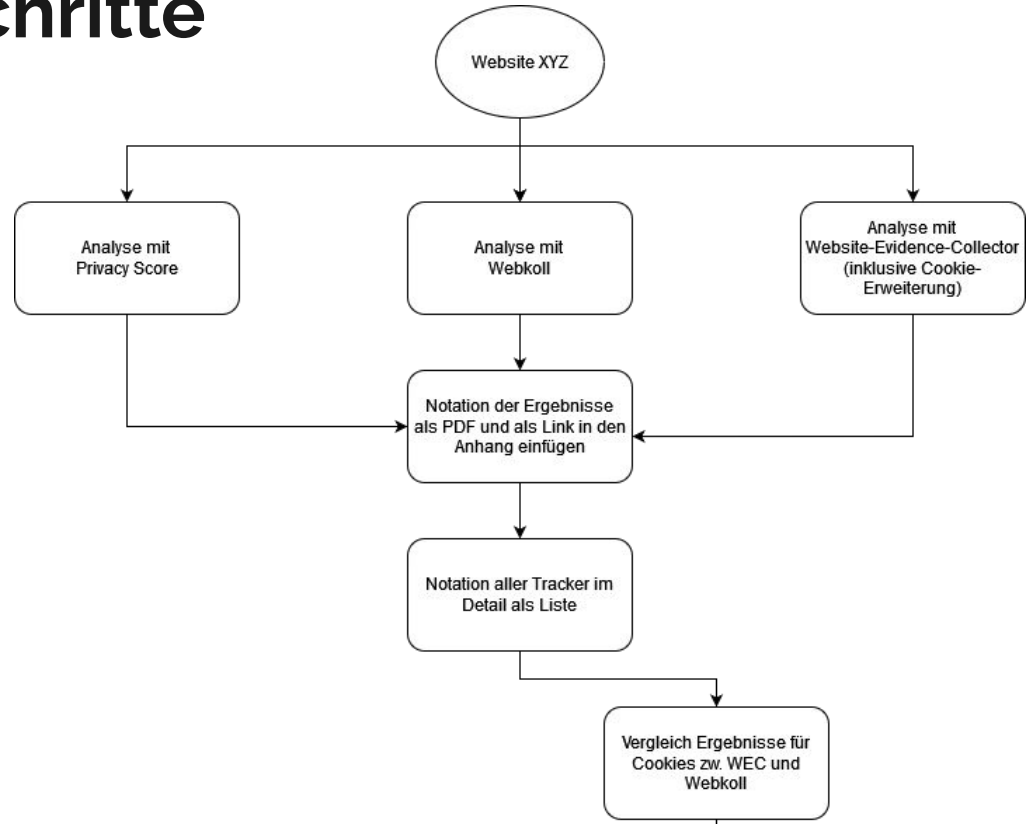 chritte
Website XYZ
Analyse mit
Privacy Score
Analyse mit
Webkoll
Analyse mit
Website-Evidence-Collector
(inklusive Cookie-
Erweiterung)
Notation der Ergebnisse
als PDF und als Link in den
Anhang einfügen
Notation aller Tracker im
Detail als Liste
Vergleich Ergebnisse für
Cookies zw. WEC und
Webkoll